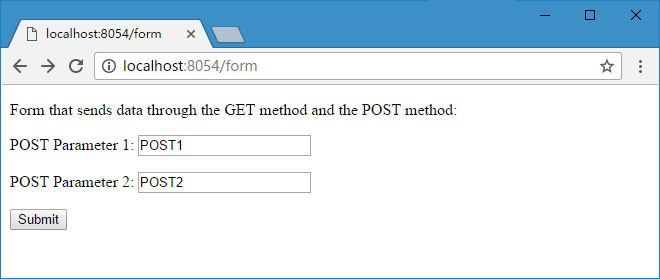 localhost:8054/form
localhost:8054/form
Form that sends data through the GET method and the POST method:
POST Parameter 1: POST1
POST Parameter 2: POST2
Submit